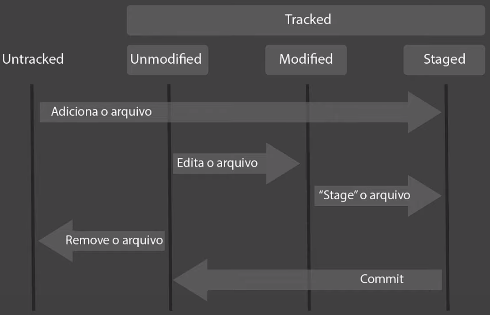 Tracked
Untracked
Unmodified
Modified
Staged
Adiciona o arquivo
Edita o arquivo
“Stage” o arquivo
Remove o arquivo
Commit